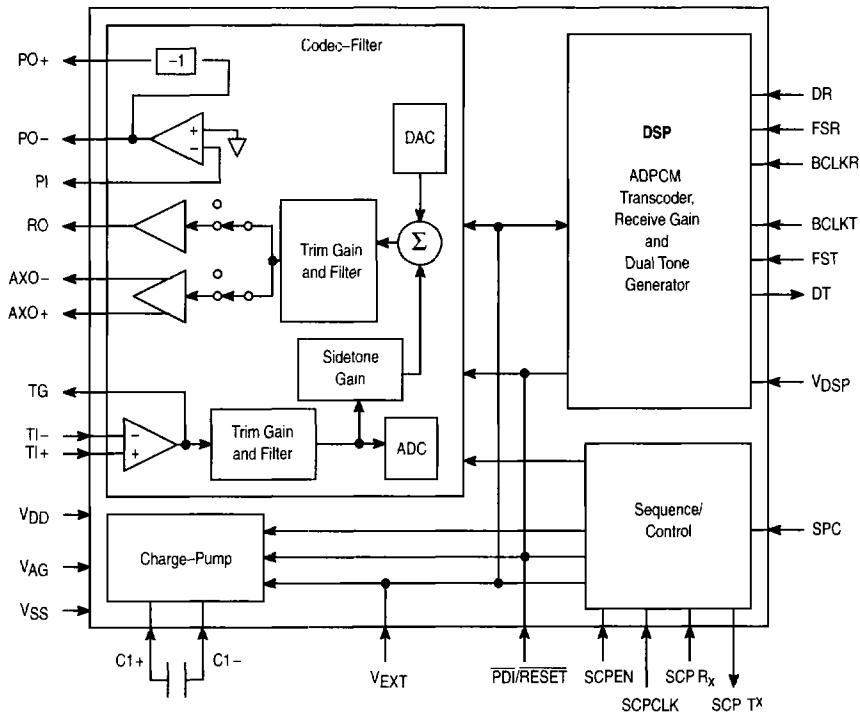 Codec–Filter
PO+
–1
PO–
+
–
PI
DAC
RO
Trim Gain
and Filter
Σ
AXO–
AXO+
Sidetone
Gain
TG
TI–
TI+
–
+
Trim Gain
and Filter
ADC
DSP
ADPCM
Transcoder,
Receive Gain
and
Dual Tone
Generator
DR
FSR
BCLKR
BCLKT
FST
DT
VDSP
VDD
VAG
VSS
Charge–Pump
Sequence/
Control
SPC
C1+
C1–
VEXT
PDI/RESET
SCPEN
SCPCLK
SCP RX
SCP TX